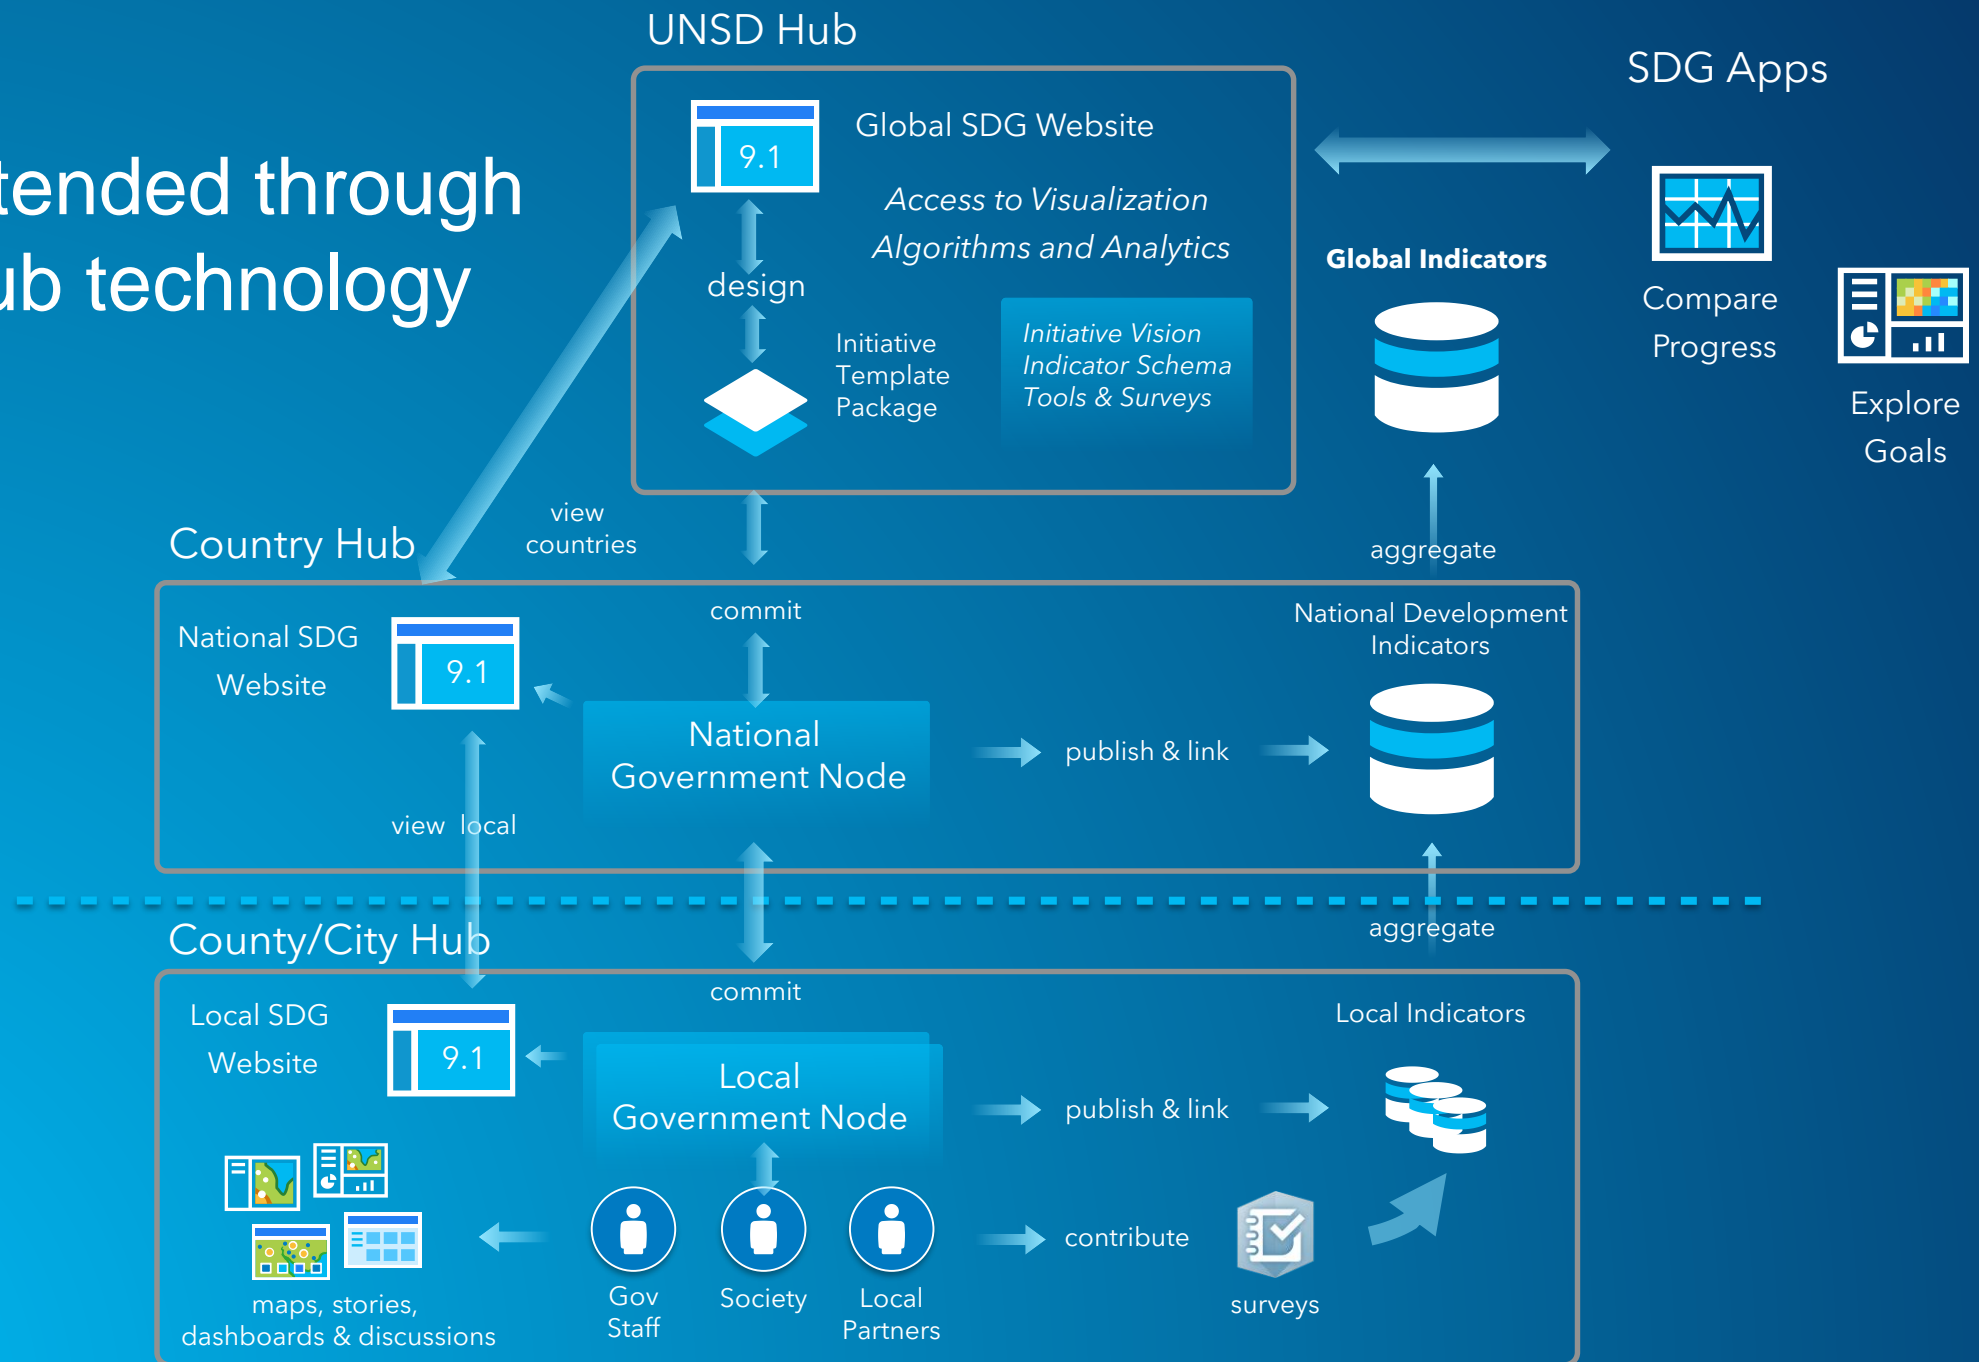 UNSD Hub
SDG Apps
Global SDG Website
9.1
Access to Visualization
Algorithms and Analytics
tended through
ub technology
design
Global Indicators
Initiative
Template
Package
Initiative Vision
Indicator Schema
Tools & Surveys
Compare
Progress
Explore
Goals
view
countries
Country Hub
aggregate
commit
National SDG
Website
9.1
National Development
Indicators
National
Government Node
publish & link
view local
County/City Hub
aggregate
commit
Local SDG
Website
9.1
Local Indicators
Local
Government Node
publish & link
contribute
maps, stories,
dashboards & discussions
Gov
Staff
Society
Local
Partners
surveys